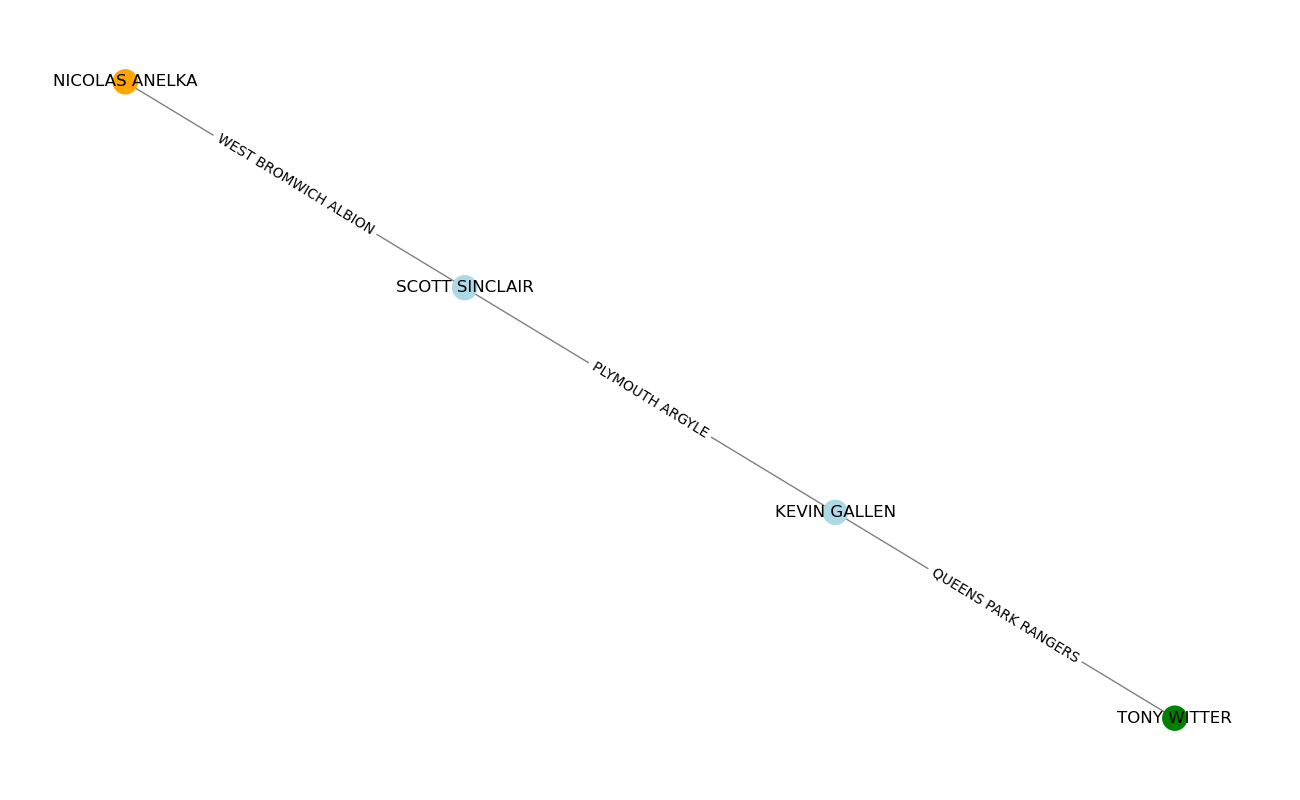 NICOLAS ANELKA
WEST BROMWICH ALBION
SCOTT SINCLAIR
PLYMOUTH ARGYLE
KEVIN GALLEN
QUEENS PARK RANGERS
TONY WITTER